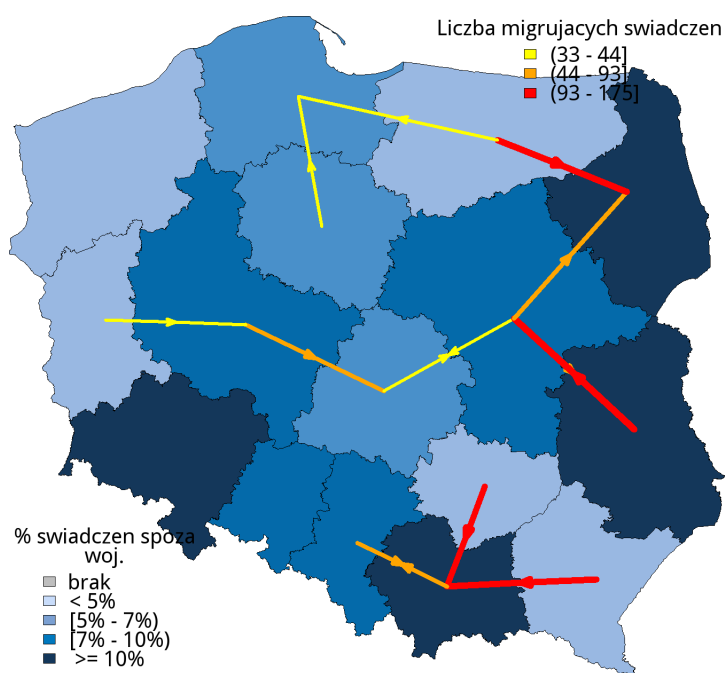 Liczba migrujacych swiadczen
(33 - 44]
(44 - 93]
(93 - 175]
% swiadczen spoza
woj.
brak
< 5%
[5% - 7%)
[7% - 10%)
>= 10%